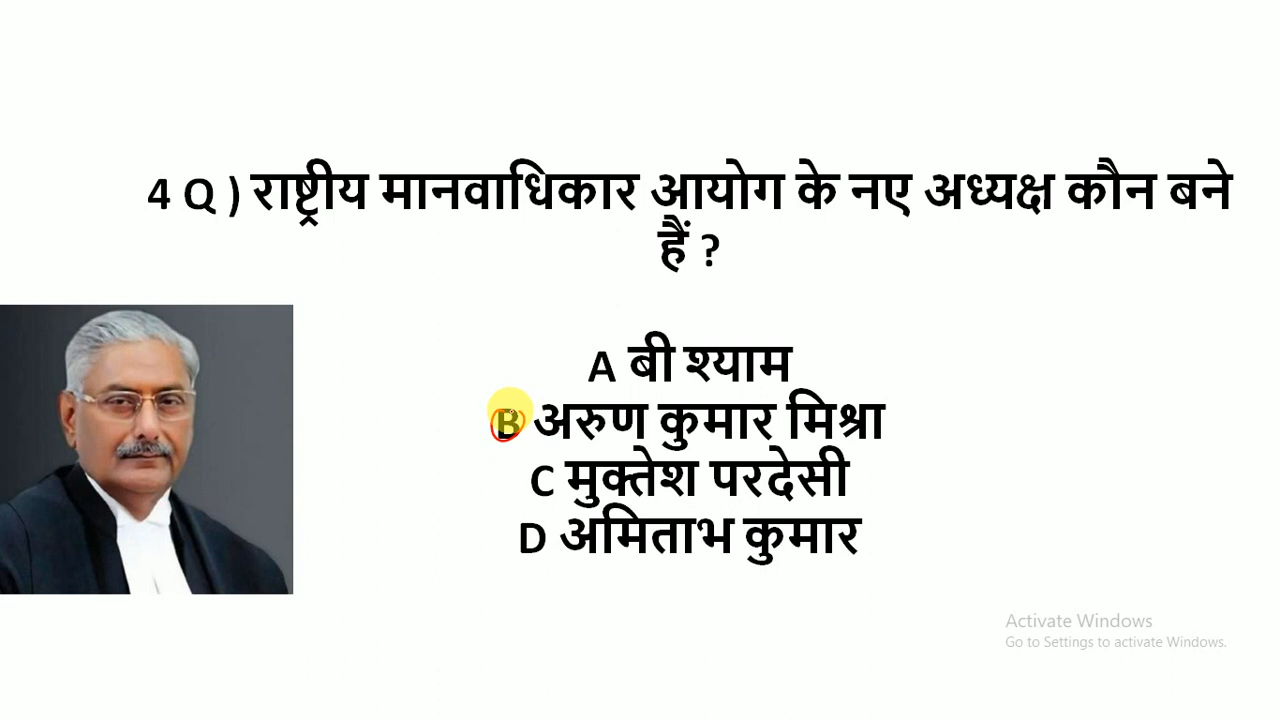 4 Q ) राष्ट्रीय मानवाधिकार आयोग के नए अध्यक्ष कौन बने
हैं ?
A बी श्याम
B अरुण कुमार मिश्रा
C मुक्तेश परदेसी
D अमिताभ कुमार
Activate Windows
Go to Settings to activate Windows.